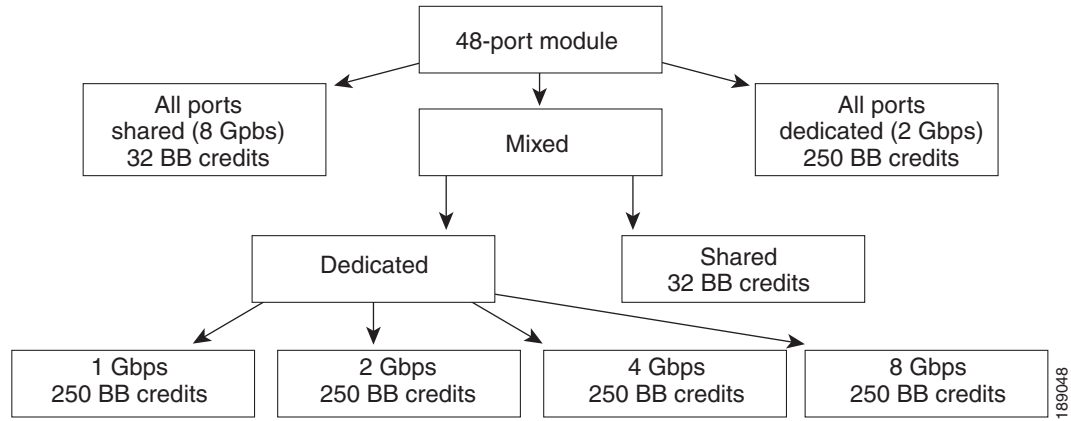 48-port module
All ports
shared (8 Gpbs)
32 BB credits
Mixed
All ports
dedicated (2 Gbps)
250 BB credits
Dedicated
Shared
32 BB credits
1 Gbps
250 BB credits
2 Gbps
250 BB credits
4 Gbps
250 BB credits
8 Gbps
250 BB credits
189048